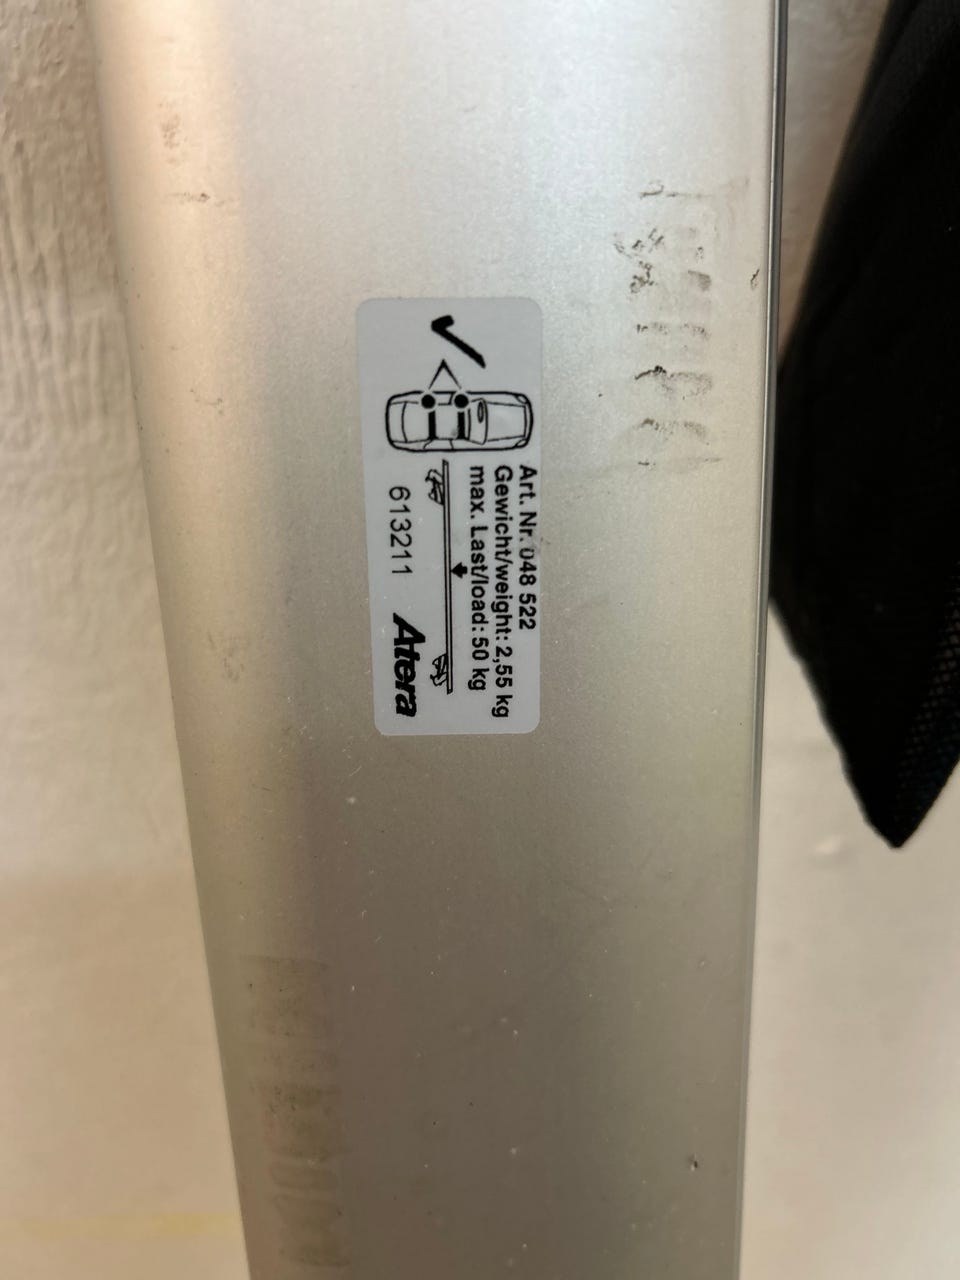 Art. Nr. 048 522
Gewicht/weight: 2,55 kg
max. Last/load: 50 kg
613211
Atera